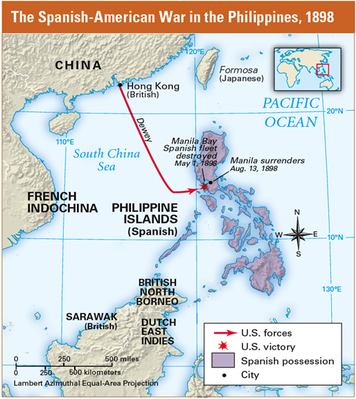 The Spanish-American War in the Philippines, 1898
120°E
CHINA
Formosa
(Japanese)
Hong Kong
(British)
PACIFIC
OCEAN
20°N
Dewey
110°E
Manila Bay
Spanish fleet
destroyed
May 1, 1898
South China
Sea
Manila surrenders
Aug. 13, 1898
FRENCH
INDOCHINA
PHILIPPINE
ISLANDS
(Spanish)
N
W
E
S
10°N
BRITISH
NORTH
BORNEO
130°E
SARAWAK
(British)
DUTCH
EAST
INDIES
U.S. forces
U.S. victory
Spanish possession
City
0 250 500 miles
0 250 500 kilometers
Lambert Azimuthal Equal-Area Projection